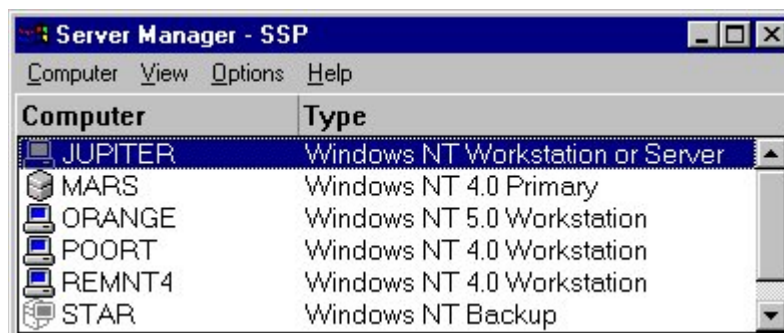 Server Manager - SSP
Computer View Options Help
Computer Type
JUPITER Windows NT Workstation or Server
MARS Windows NT 4.0 Primary
ORANGE Windows NT 5.0 Workstation
POORT Windows NT 4.0 Workstation
REMNT4 Windows NT 4.0 Workstation
STAR Windows NT Backup